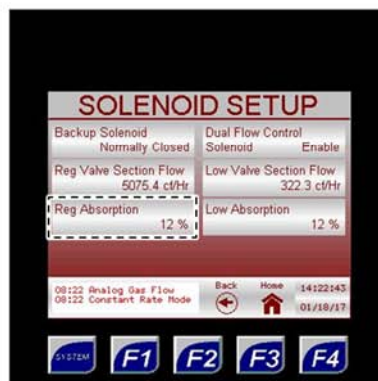 SOLENOID SETUP
Backup Solenoid
Normally Closed
Dual Flow Control
Solenoid Enable
Reg Valve Section Flow
5075.4 cf/Hr
Low Valve Section Flow
322.3 cf/Hr
Reg Absorption
12 %
Low Absorption
12 %
08:22 Analog Gas Flow
08:22 Constant Rate Mode
Back
Home
14:22:43
01/18/17
SYSTEM
F1
F2
F3
F4